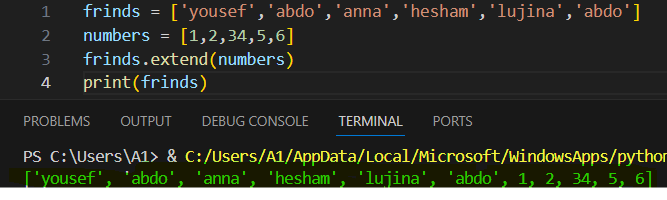 1 frinds = ['yousef','abdo','anna','hesham','lujina','abdo']
2 numbers = [1,2,34,5,6]
3 frinds.extend(numbers)
4 print(frinds)
PROBLEMS OUTPUT DEBUG CONSOLE TERMINAL PORTS
PS C:\Users\A1> & C:/Users/A1/AppData/Local/Microsoft/WindowsApps/python
['yousef', 'abdo', 'anna', 'hesham', 'lujina', 'abdo', 1, 2, 34, 5, 6]